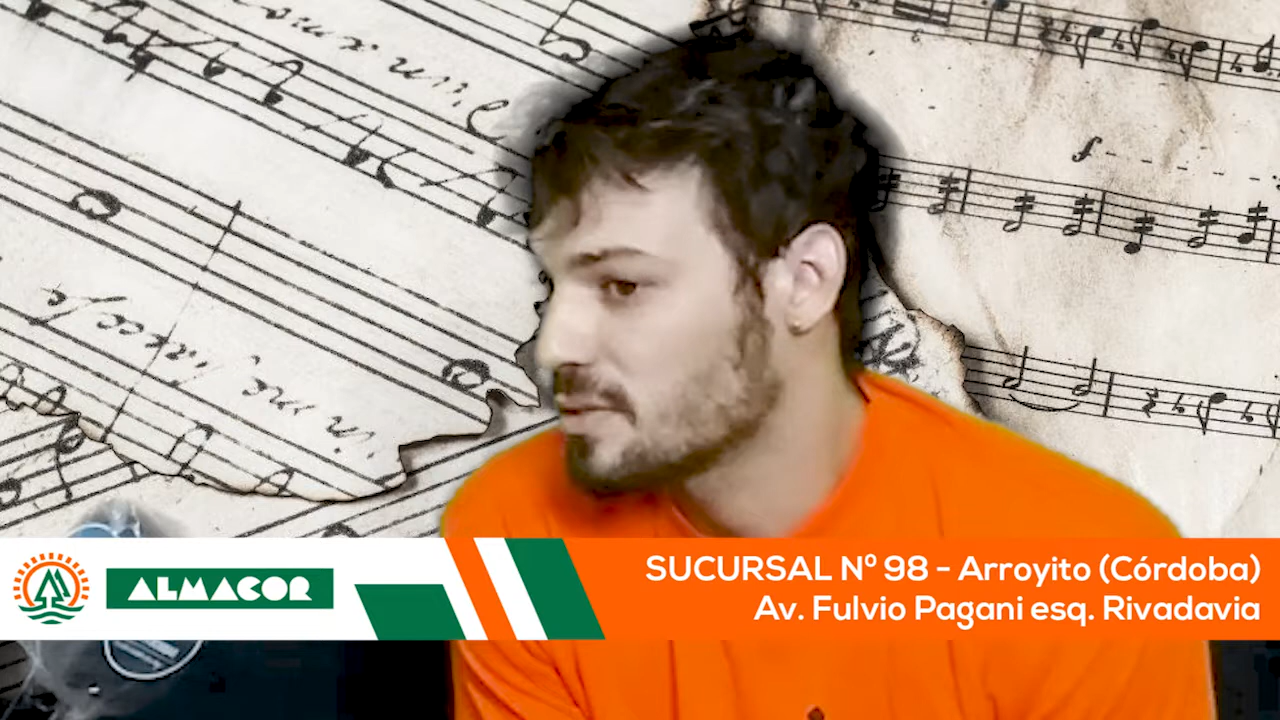 ALMACOR
SUCURSAL Nº 98 - Arroyito (Córdoba)
Av. Fulvio Pagani esq. Rivadavia